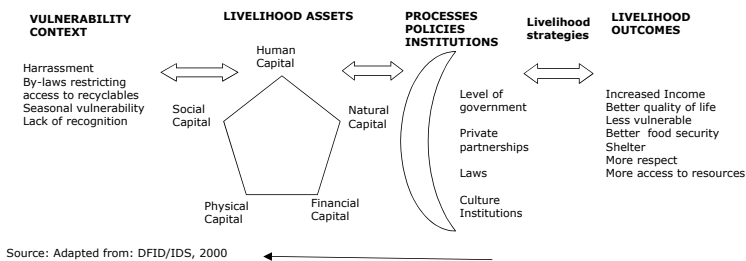 VULNERABILITY
CONTEXT
Harrassment
By-laws restricting
access to recyclables
Seasonal vulnerability
Lack of recognition
LIVELIHOOD ASSETS
Human
Capital
Social
Capital
Natural
Capital
Physical
Capital
Financial
Capital
PROCESSES
POLICIES
INSTITUTIONS
Level of
government
Private
partnerships
Laws
Culture
Institutions
Livelihood
strategies
LIVELIHOOD
OUTCOMES
Increased Income
Better quality of life
Less vulnerable
Better food security
Shelter
More respect
More access to resources
Source: Adapted from: DFID/IDS, 2000